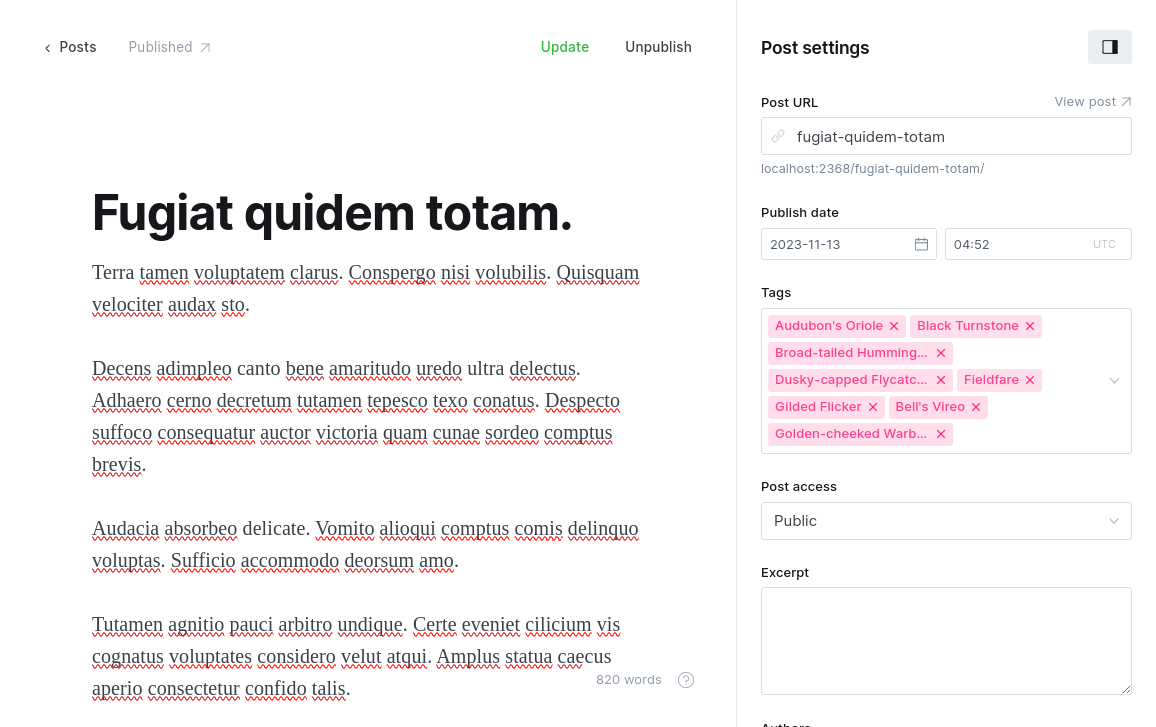 Posts
Published
Update
Unpublish
Fugiat quidem totam.
Terra tamen voluptatem clarus. Conspergo nisi volubilis. Quisquam
velociter audax sto.
Decens adimpleo canto bene amaritudo uredo ultra delectus.
Adhaero cerno decretum tutamen tepesco texo conatus. Despecto
suffoco consequatur auctor victoria quam cunae sordeo comptus
brevis.
Audacia absorbeo delicate. Vomito alioqui comptus comis delinquo
voluptas. Sufficio accommodo deorsum amo.
Tutamen agnitio pauci arbitro undique. Certe eveniet cilicium vis
cognatus voluptates considero velut atqui. Amplus statua caecus
aperio consectetur confido talis.
820 words
Post settings
Post URL
View post
fugiat-quidem-totam
localhost:2368/fugiat-quidem-totam/
Publish date
2023-11-13
04:52
UTC
Tags
Audubon's Oriole
Black Turnstone
Broad-tailed Humming...
Dusky-capped Flycatc...
Fieldfare
Gilded Flicker
Bell's Vireo
Golden-cheeked Warb...
Post access
Public
Excerpt
Authors